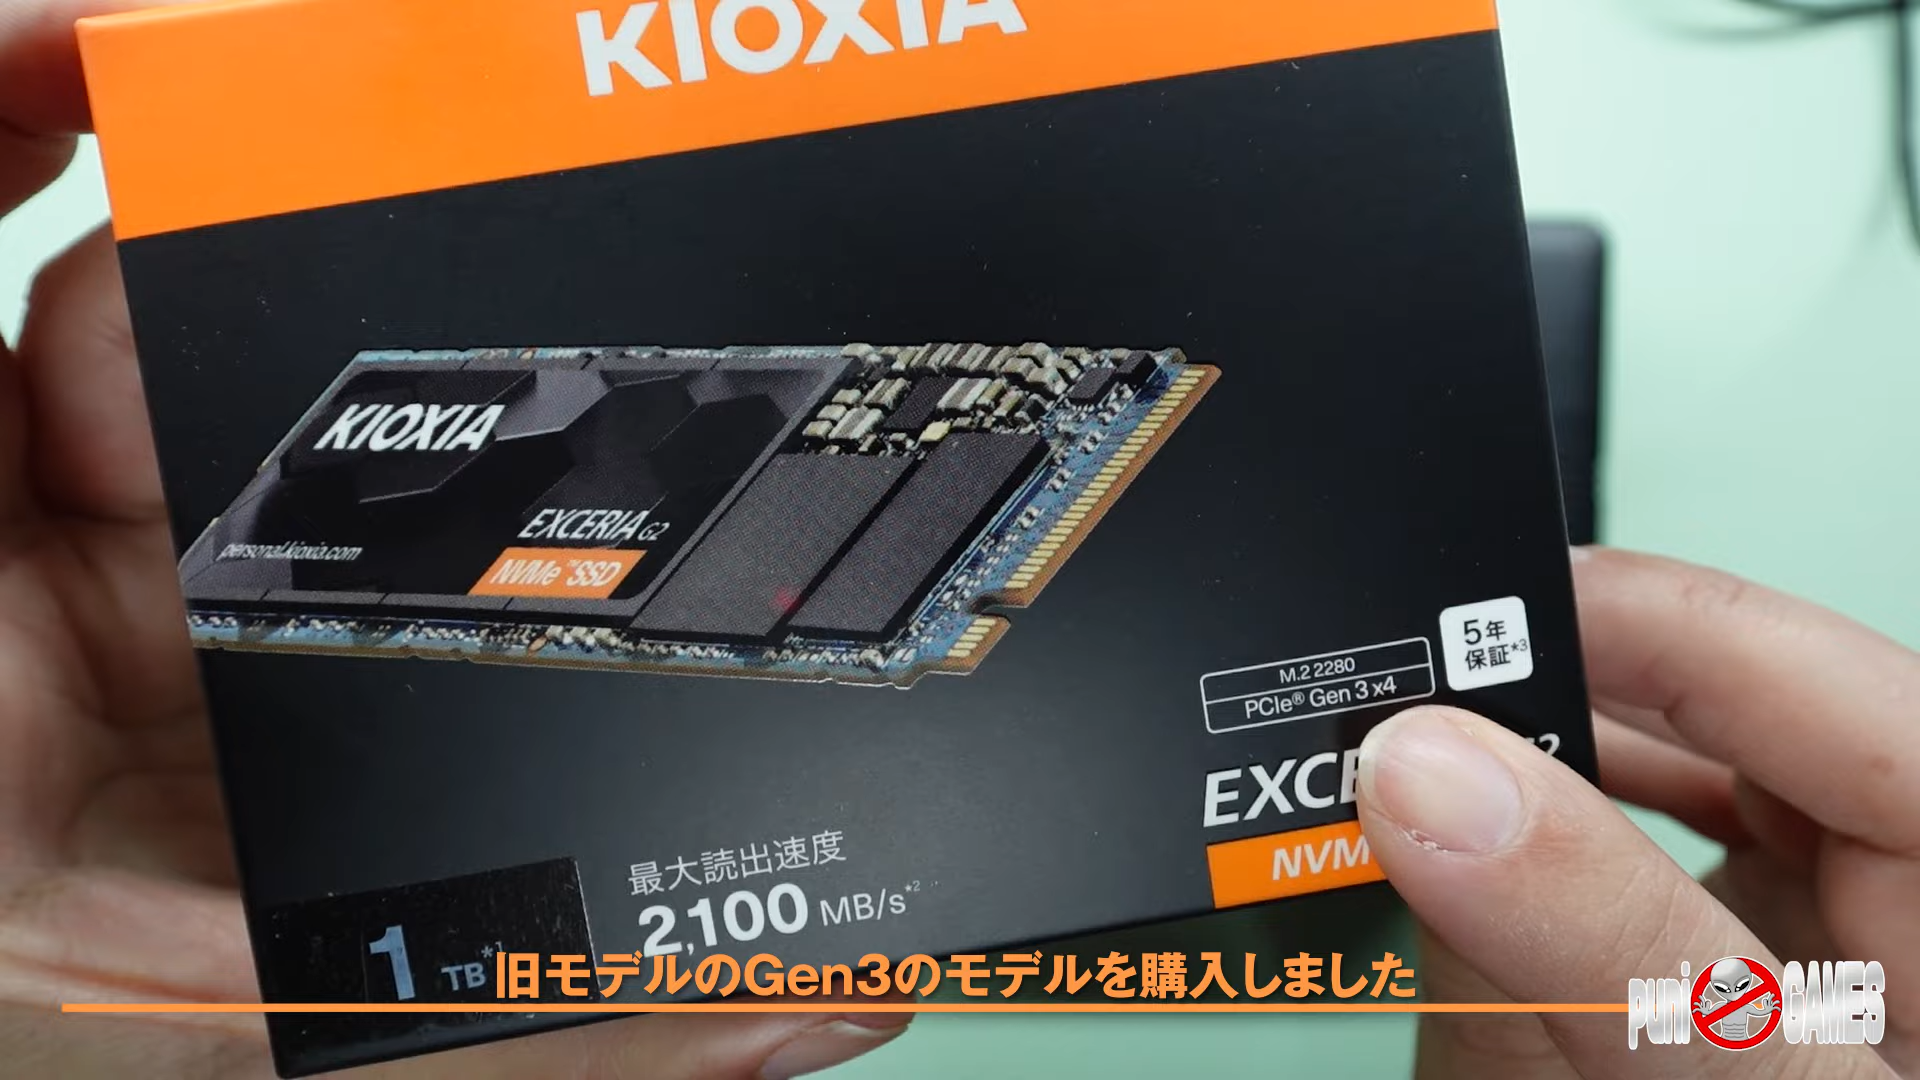 KIOXIA
KIOXIA
EXCERIA G2
personal.kioxia.com
NVMe™SSD
5年
保証*3
M.2 2280
PCIe® Gen 3 x4
EXCE
NVM
最大読出速度
2,100 MB/s*2
1 TB*1
旧モデルのGen3のモデルを購入しました
puni GAMES